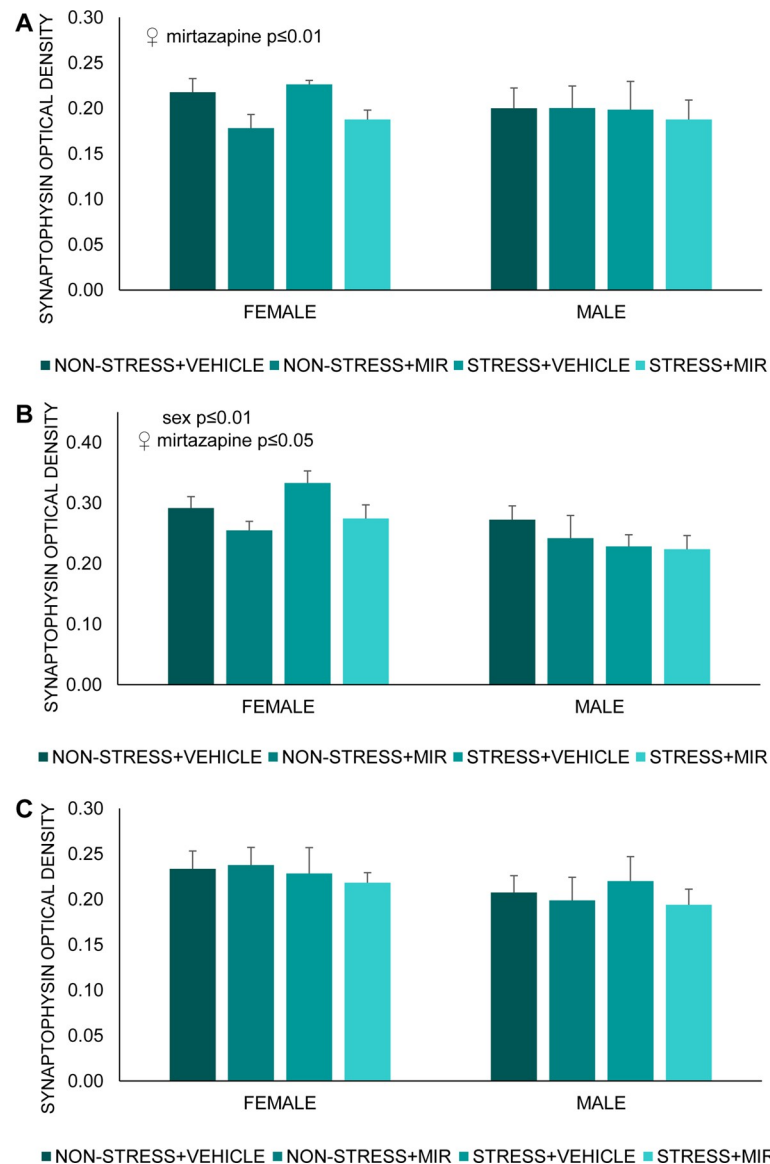 A
0.30
♀ mirtazapine p≤0.01
0.25
0.20
0.15
0.10
0.05
0.00
SYNAPTOPHYSIN OPTICAL DENSITY
FEMALE MALE
NON-STRESS+VEHICLE NON-STRESS+MIR STRESS+VEHICLE STRESS+MIR
B
sex p≤0.01
♀ mirtazapine p≤0.05
0.40
0.30
0.20
0.10
0.00
SYNAPTOPHYSIN OPTICAL DENSITY
FEMALE MALE
NON-STRESS+VEHICLE NON-STRESS+MIR STRESS+VEHICLE STRESS+MIR
C
0.30
0.25
0.20
0.15
0.10
0.05
0.00
SYNAPTOPHYSIN OPTICAL DENSITY
FEMALE MALE
NON-STRESS+VEHICLE NON-STRESS+MIR STRESS+VEHICLE STRESS+MIR